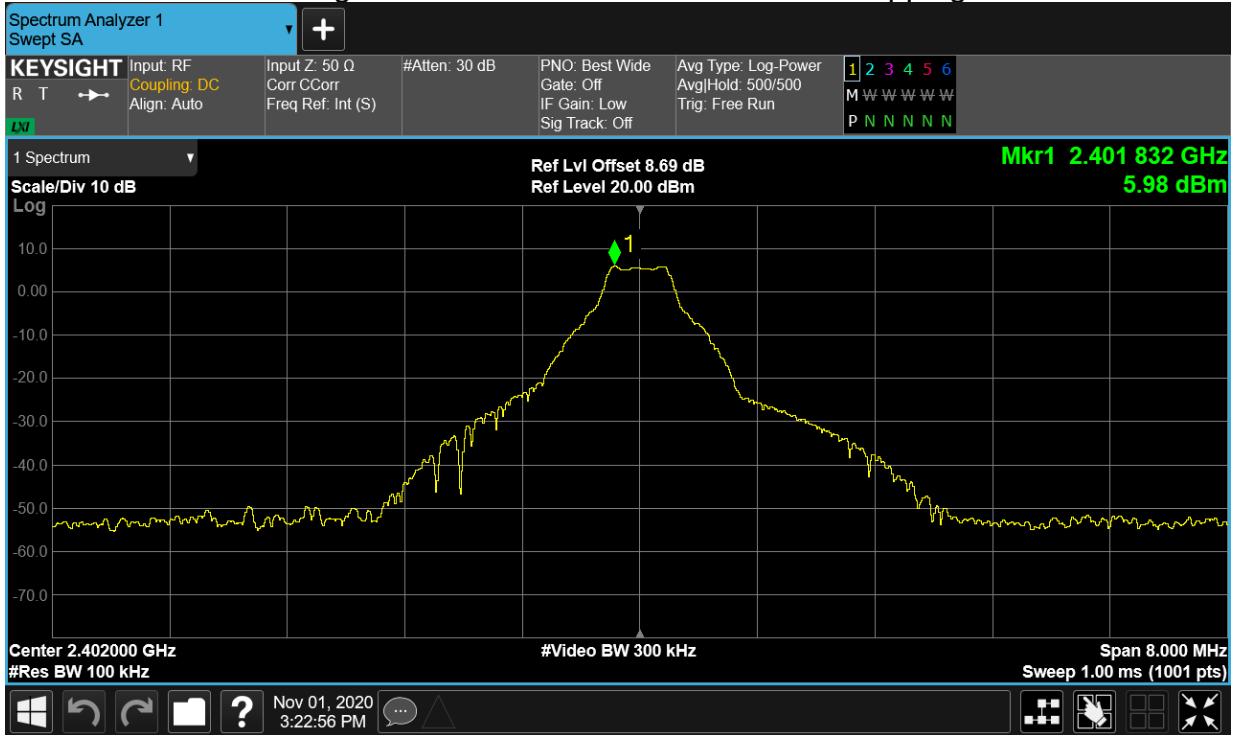 Spectrum Analyzer 1
Swept SA
KEYSIGHT
R T
LXI
Input: RF
Coupling: DC
Align: Auto
Input Z: 50 Ω
Corr CCorr
Freq Ref: Int (S)
#Atten: 30 dB
PNO: Best Wide
Gate: Off
IF Gain: Low
Sig Track: Off
Avg Type: Log-Power
Avg|Hold: 500/500
Trig: Free Run
1 2 3 4 5 6
M W W W W W
P N N N N N
1 Spectrum
Scale/Div 10 dB
Log
Ref Lvl Offset 8.69 dB
Ref Level 20.00 dBm
Mkr1 2.401 832 GHz
5.98 dBm
1
10.0
0.00
-10.0
-20.0
-30.0
-40.0
-50.0
-60.0
-70.0
Center 2.402000 GHz
#Res BW 100 kHz
#Video BW 300 kHz
Span 8.000 MHz
Sweep 1.00 ms (1001 pts)
?
Nov 01, 2020
3:22:56 PM